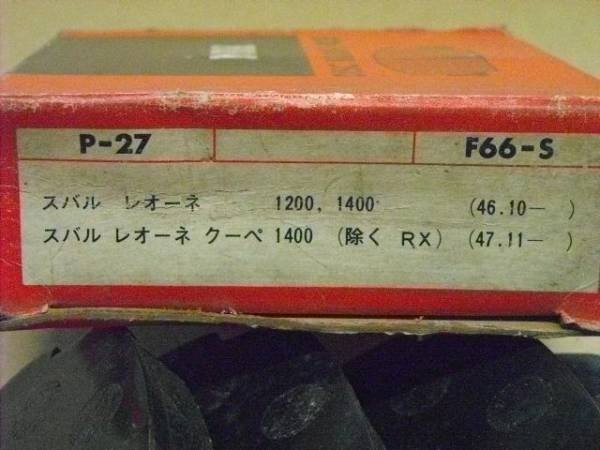 P-27 F66-S
スバル レオーネ 1200, 1400 (46.10― )
スバル レオーネ クーペ 1400 (除く RX) (47.11― )